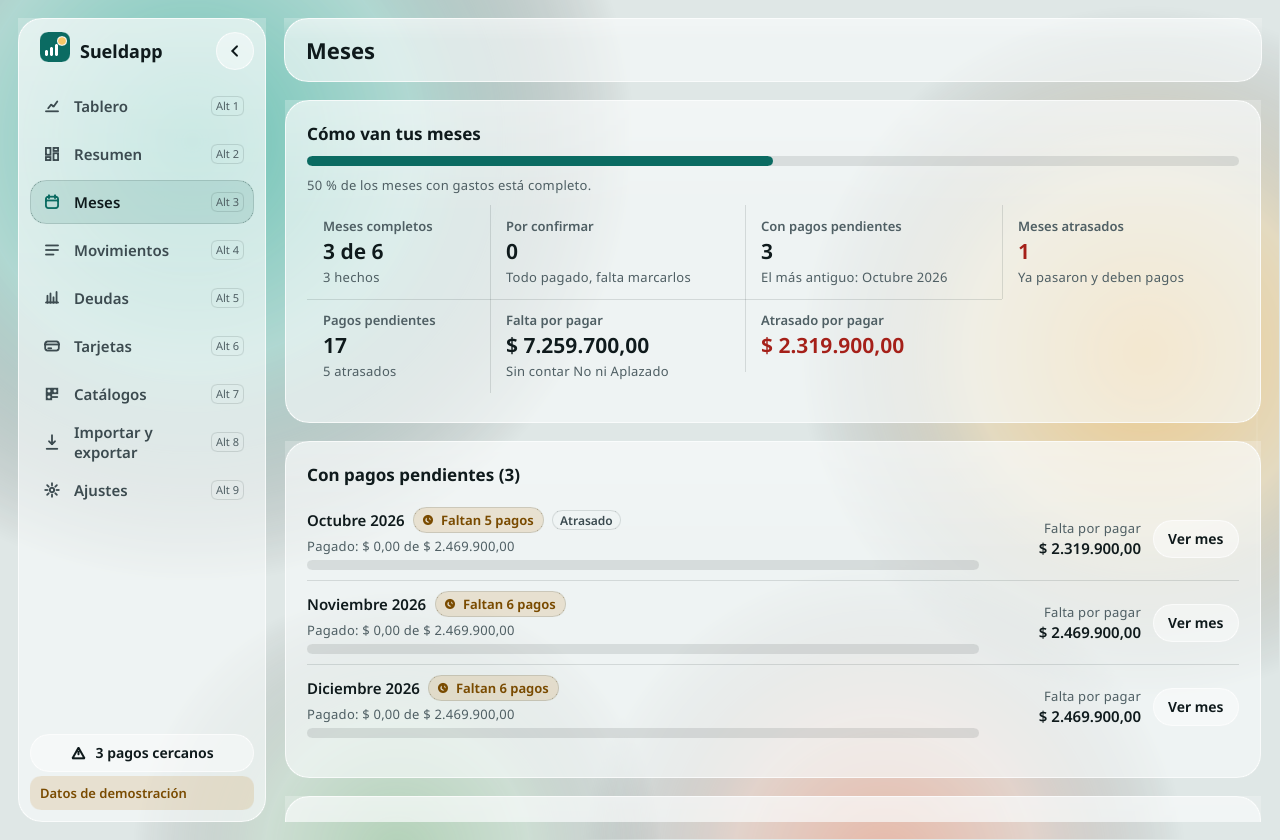 Sueldapp
Tablero Alt 1
Resumen Alt 2
Meses Alt 3
Movimientos Alt 4
Deudas Alt 5
Tarjetas Alt 6
Catálogos Alt 7
Importar y
exportar Alt 8
Ajustes Alt 9
3 pagos cercanos
Datos de demostración
Meses
Cómo van tus meses
50 % de los meses con gastos está completo.
Meses completos
3 de 6
3 hechos
Por confirmar
0
Todo pagado, falta marcarlos
Con pagos pendientes
3
El más antiguo: Octubre 2026
Meses atrasados
1
Ya pasaron y deben pagos
Pagos pendientes
17
5 atrasados
Falta por pagar
$ 7.259.700,00
Sin contar No ni Aplazado
Atrasado por pagar
$ 2.319.900,00
Con pagos pendientes (3)
Octubre 2026 Faltan 5 pagos Atrasado
Pagado: $ 0,00 de $ 2.469.900,00
Falta por pagar
$ 2.319.900,00
Ver mes
Noviembre 2026 Faltan 6 pagos
Pagado: $ 0,00 de $ 2.469.900,00
Falta por pagar
$ 2.469.900,00
Ver mes
Diciembre 2026 Faltan 6 pagos
Pagado: $ 0,00 de $ 2.469.900,00
Falta por pagar
$ 2.469.900,00
Ver mes